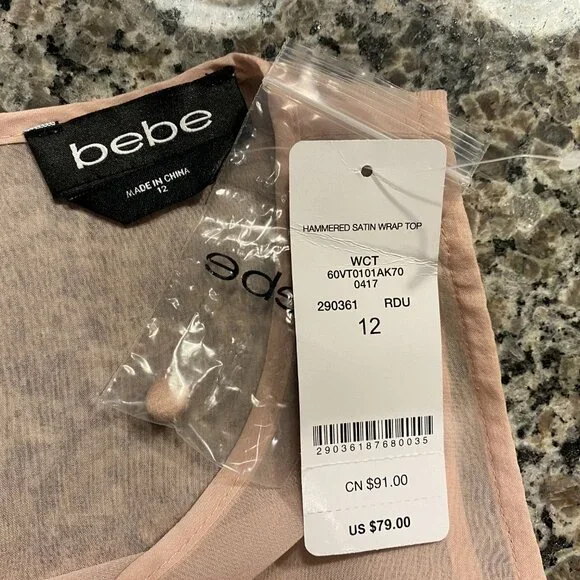 bebe
MADE IN CHINA
12
bebe
HAMMERED SATIN WRAP TOP
WCT
60VT0101AK70
0417
290361 RDU
12
29036187680035
CN $91.00
US $79.00